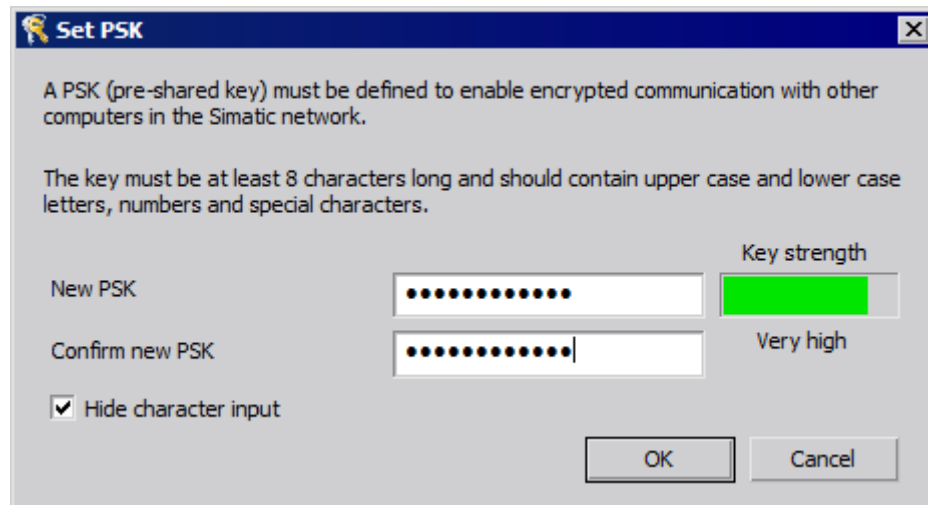 Set PSK
A PSK (pre-shared key) must be defined to enable encrypted communication with other
computers in the Simatic network.
The key must be at least 8 characters long and should contain upper case and lower case
letters, numbers and special characters.
Key strength
New PSK ●●●●●●●●●●●●
Confirm new PSK ●●●●●●●●●●●●
Very high
Hide character input
OK Cancel